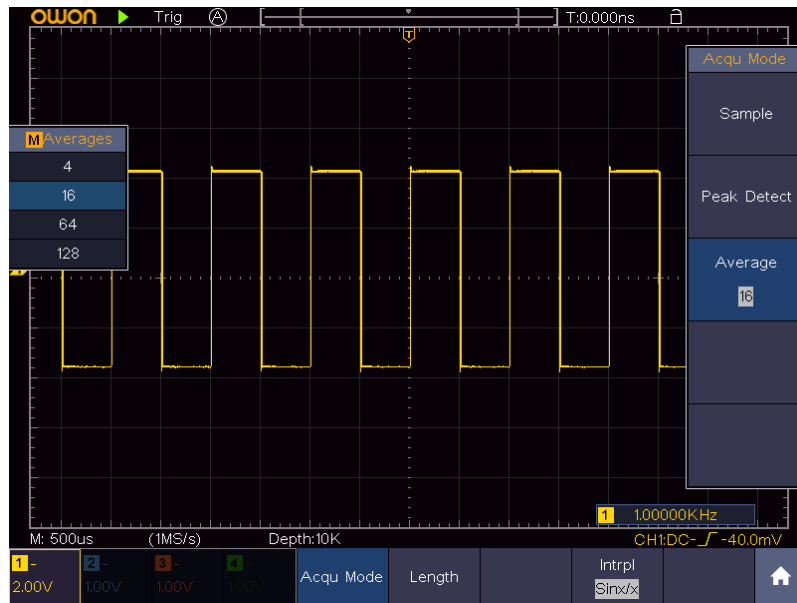 OWON Trig A T:0.000ns
T
Acqu Mode
Sample
Peak Detect
Average
16
M Averages
4
16
64
128
1 1.00000KHz
M: 500us (1MS/s) Depth:10K CH1:DC- -40.0mV
1 - 2 - 3 - 4 -
2.00V 1.00V 1.00V 1.00V
Acqu Mode Length Intrpl
Sinx/x